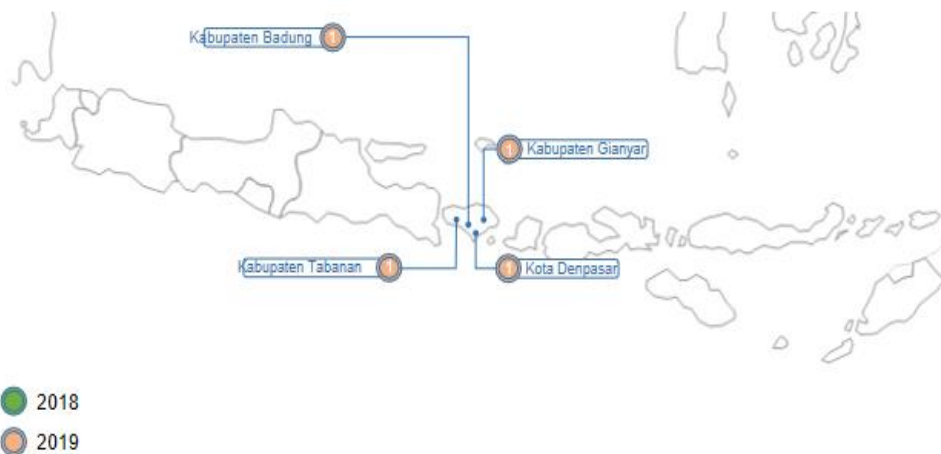 Kabupaten Badung 1
1 Kabupaten Gianyar
Kabupaten Tabanan 1
1 Kota Denpasar
2018
2019